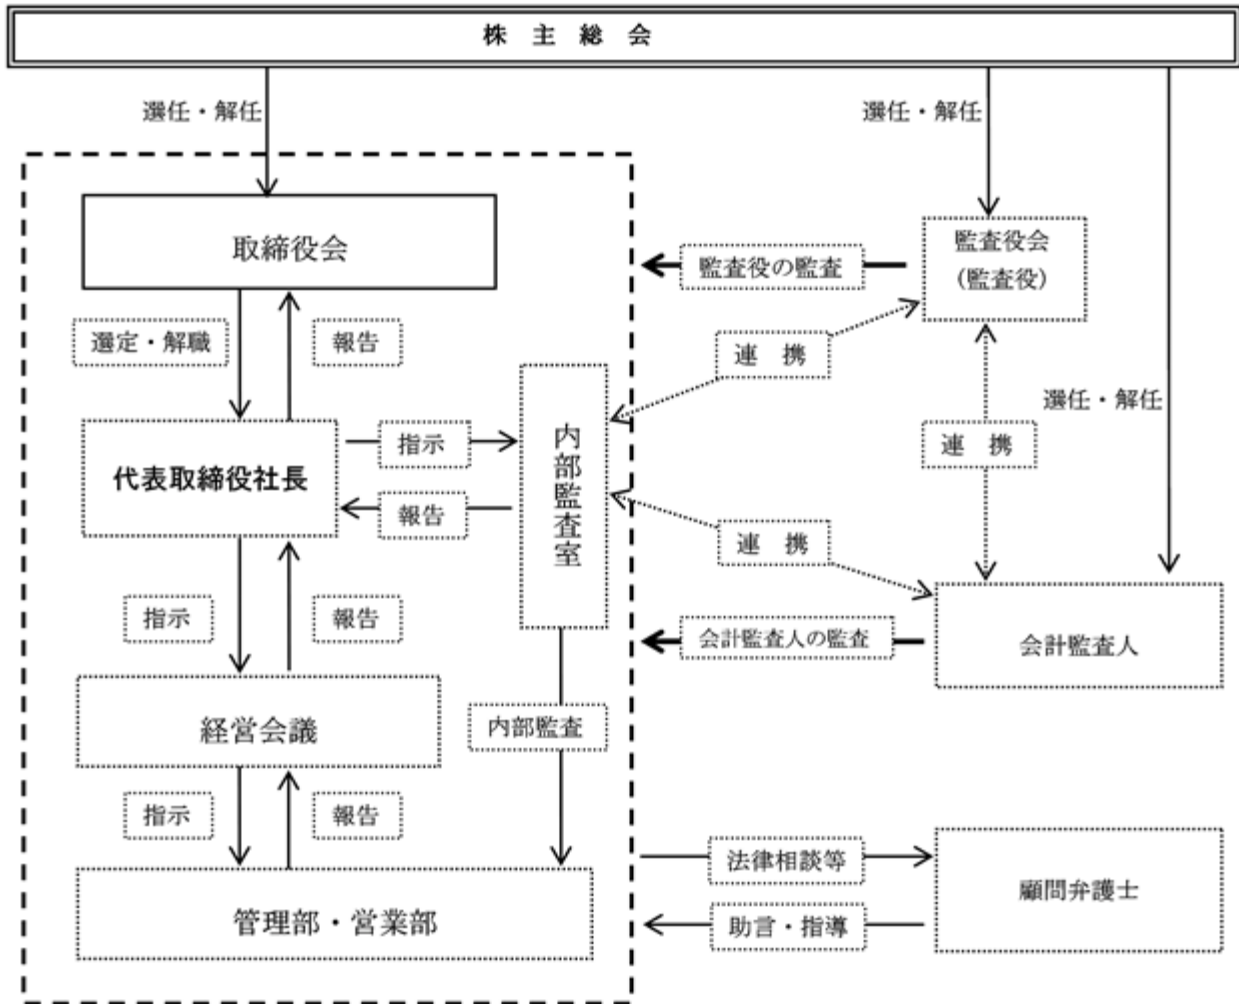 株 主 総 会
選任・解任
選任・解任
取締役会
監査役の監査
監査役会
(監査役)
選定・解職
報告
連 携
選任・解任
代表取締役社長
指示
報告
内部監査室
連 携
連 携
指示
報告
会計監査人の監査
会計監査人
経営会議
内部監査
指示
報告
法律相談等
顧問弁護士
助言・指導
管理部・営業部